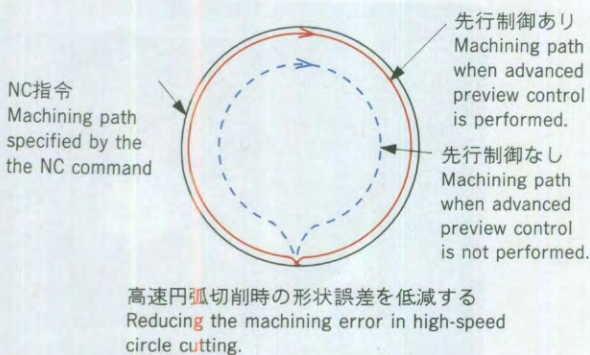 NC指令
Machining path
specified by the
the NC command
先行制御あり
Machining path
when advanced
preview control
is performed.
先行制御なし
Machining path
when advanced
preview control
is not performed.
高速円弧切削時の形状誤差を低減する
Reducing the machining error in high-speed
circle cutting.